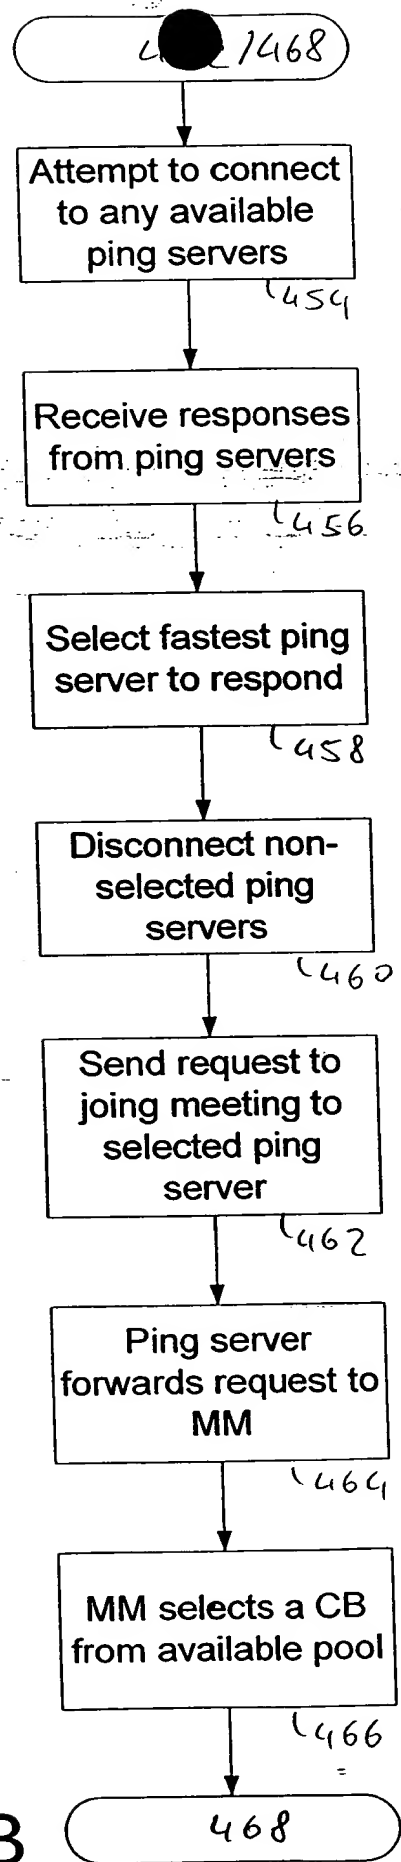 /468
Attempt to connect
to any available
ping servers
454
Receive responses
from ping servers
456
Select fastest ping
server to respond
458
Disconnect non-
selected ping
servers
460
Send request to
joing meeting to
selected ping
server
462
Ping server
forwards request to
MM
464
MM selects a CB
from available pool
466
468